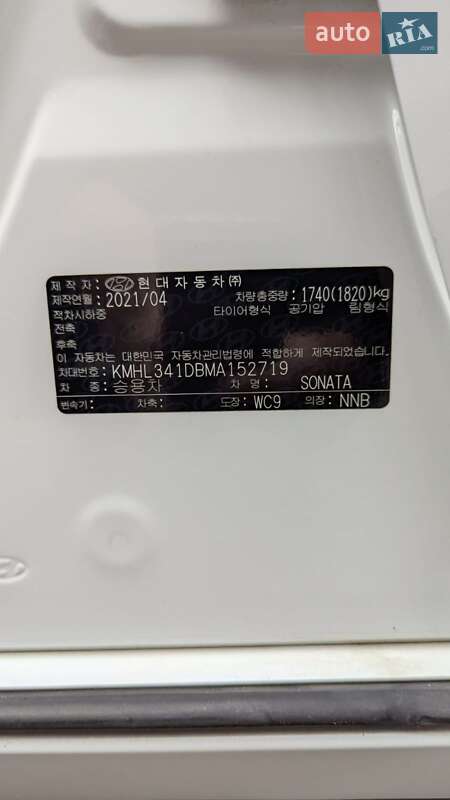 auto RIA .com
제 작 자 : 현대자동차㈜
제작연월: 2021/04 차량총중량: 1740(1820)kg
적차시하중 타이어형식 공기압 림형식
전축
후축
이 자동차는 대한민국 자동차관리법령에 적합하게 제작되었습니다.
차대번호: KMHL341DBMA152719
차 종: 승용차 차 명: SONATA
변속기: 차축: 도장: WC9 의장: NNB